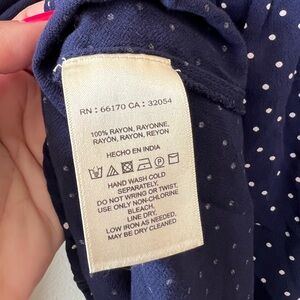 RN : 66170 CA : 32054
100% RAYON, RAYONNE,
RAYÓN, RAYON, REYON
HECHO EN INDIA
HAND WASH COLD
SEPARATELY.
DO NOT WRING OR TWIST.
USE ONLY NON-CHLORINE
BLEACH.
LINE DRY.
LOW IRON AS NEEDED,
MAY BE DRY CLEANED